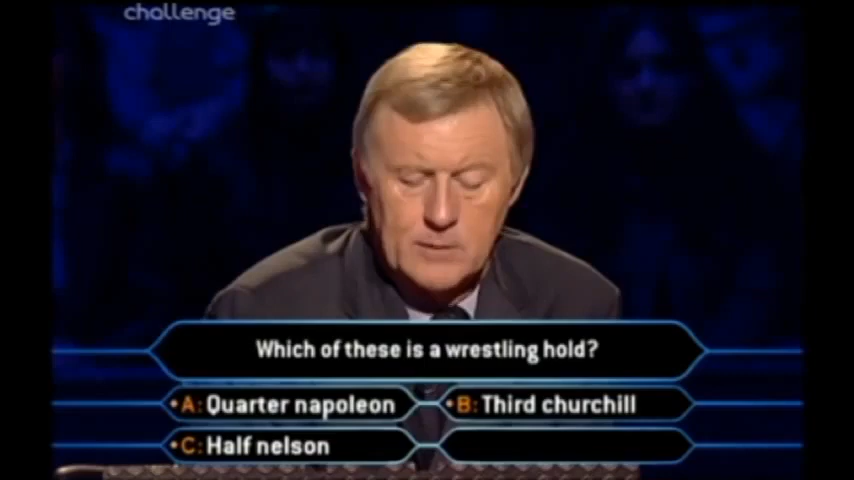 challenge
Which of these is a wrestling hold?
A: Quarter napoleon
B: Third churchill
C: Half nelson